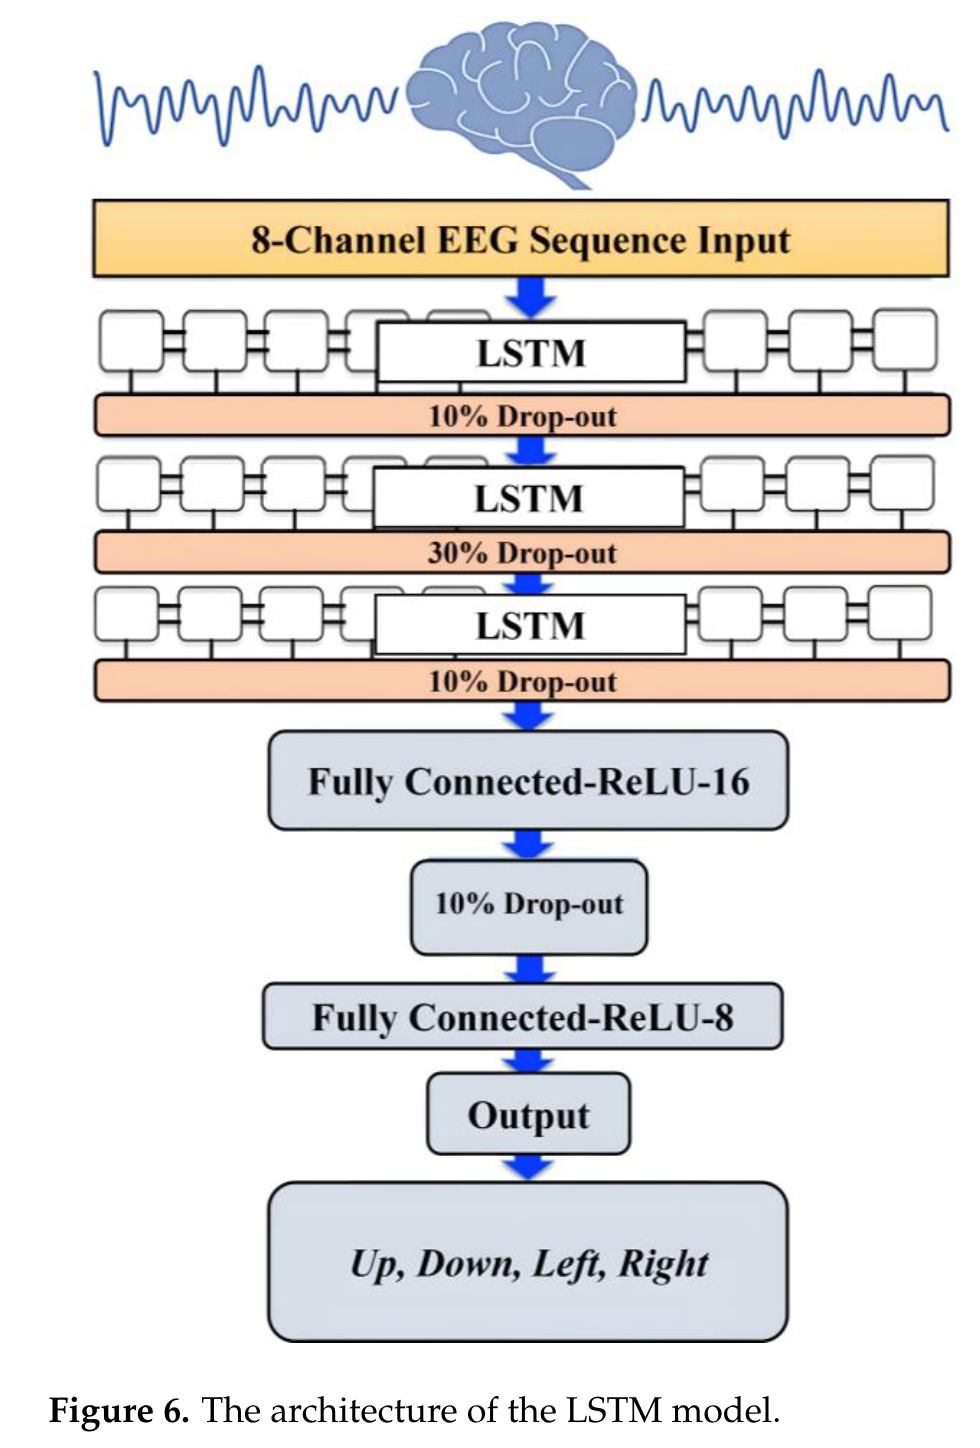 8-Channel EEG Sequence Input
LSTM
10% Drop-out
LSTM
30% Drop-out
LSTM
10% Drop-out
Fully Connected-ReLU-16
10% Drop-out
Fully Connected-ReLU-8
Output
Up, Down, Left, Right
Figure 6. The architecture of the LSTM model.